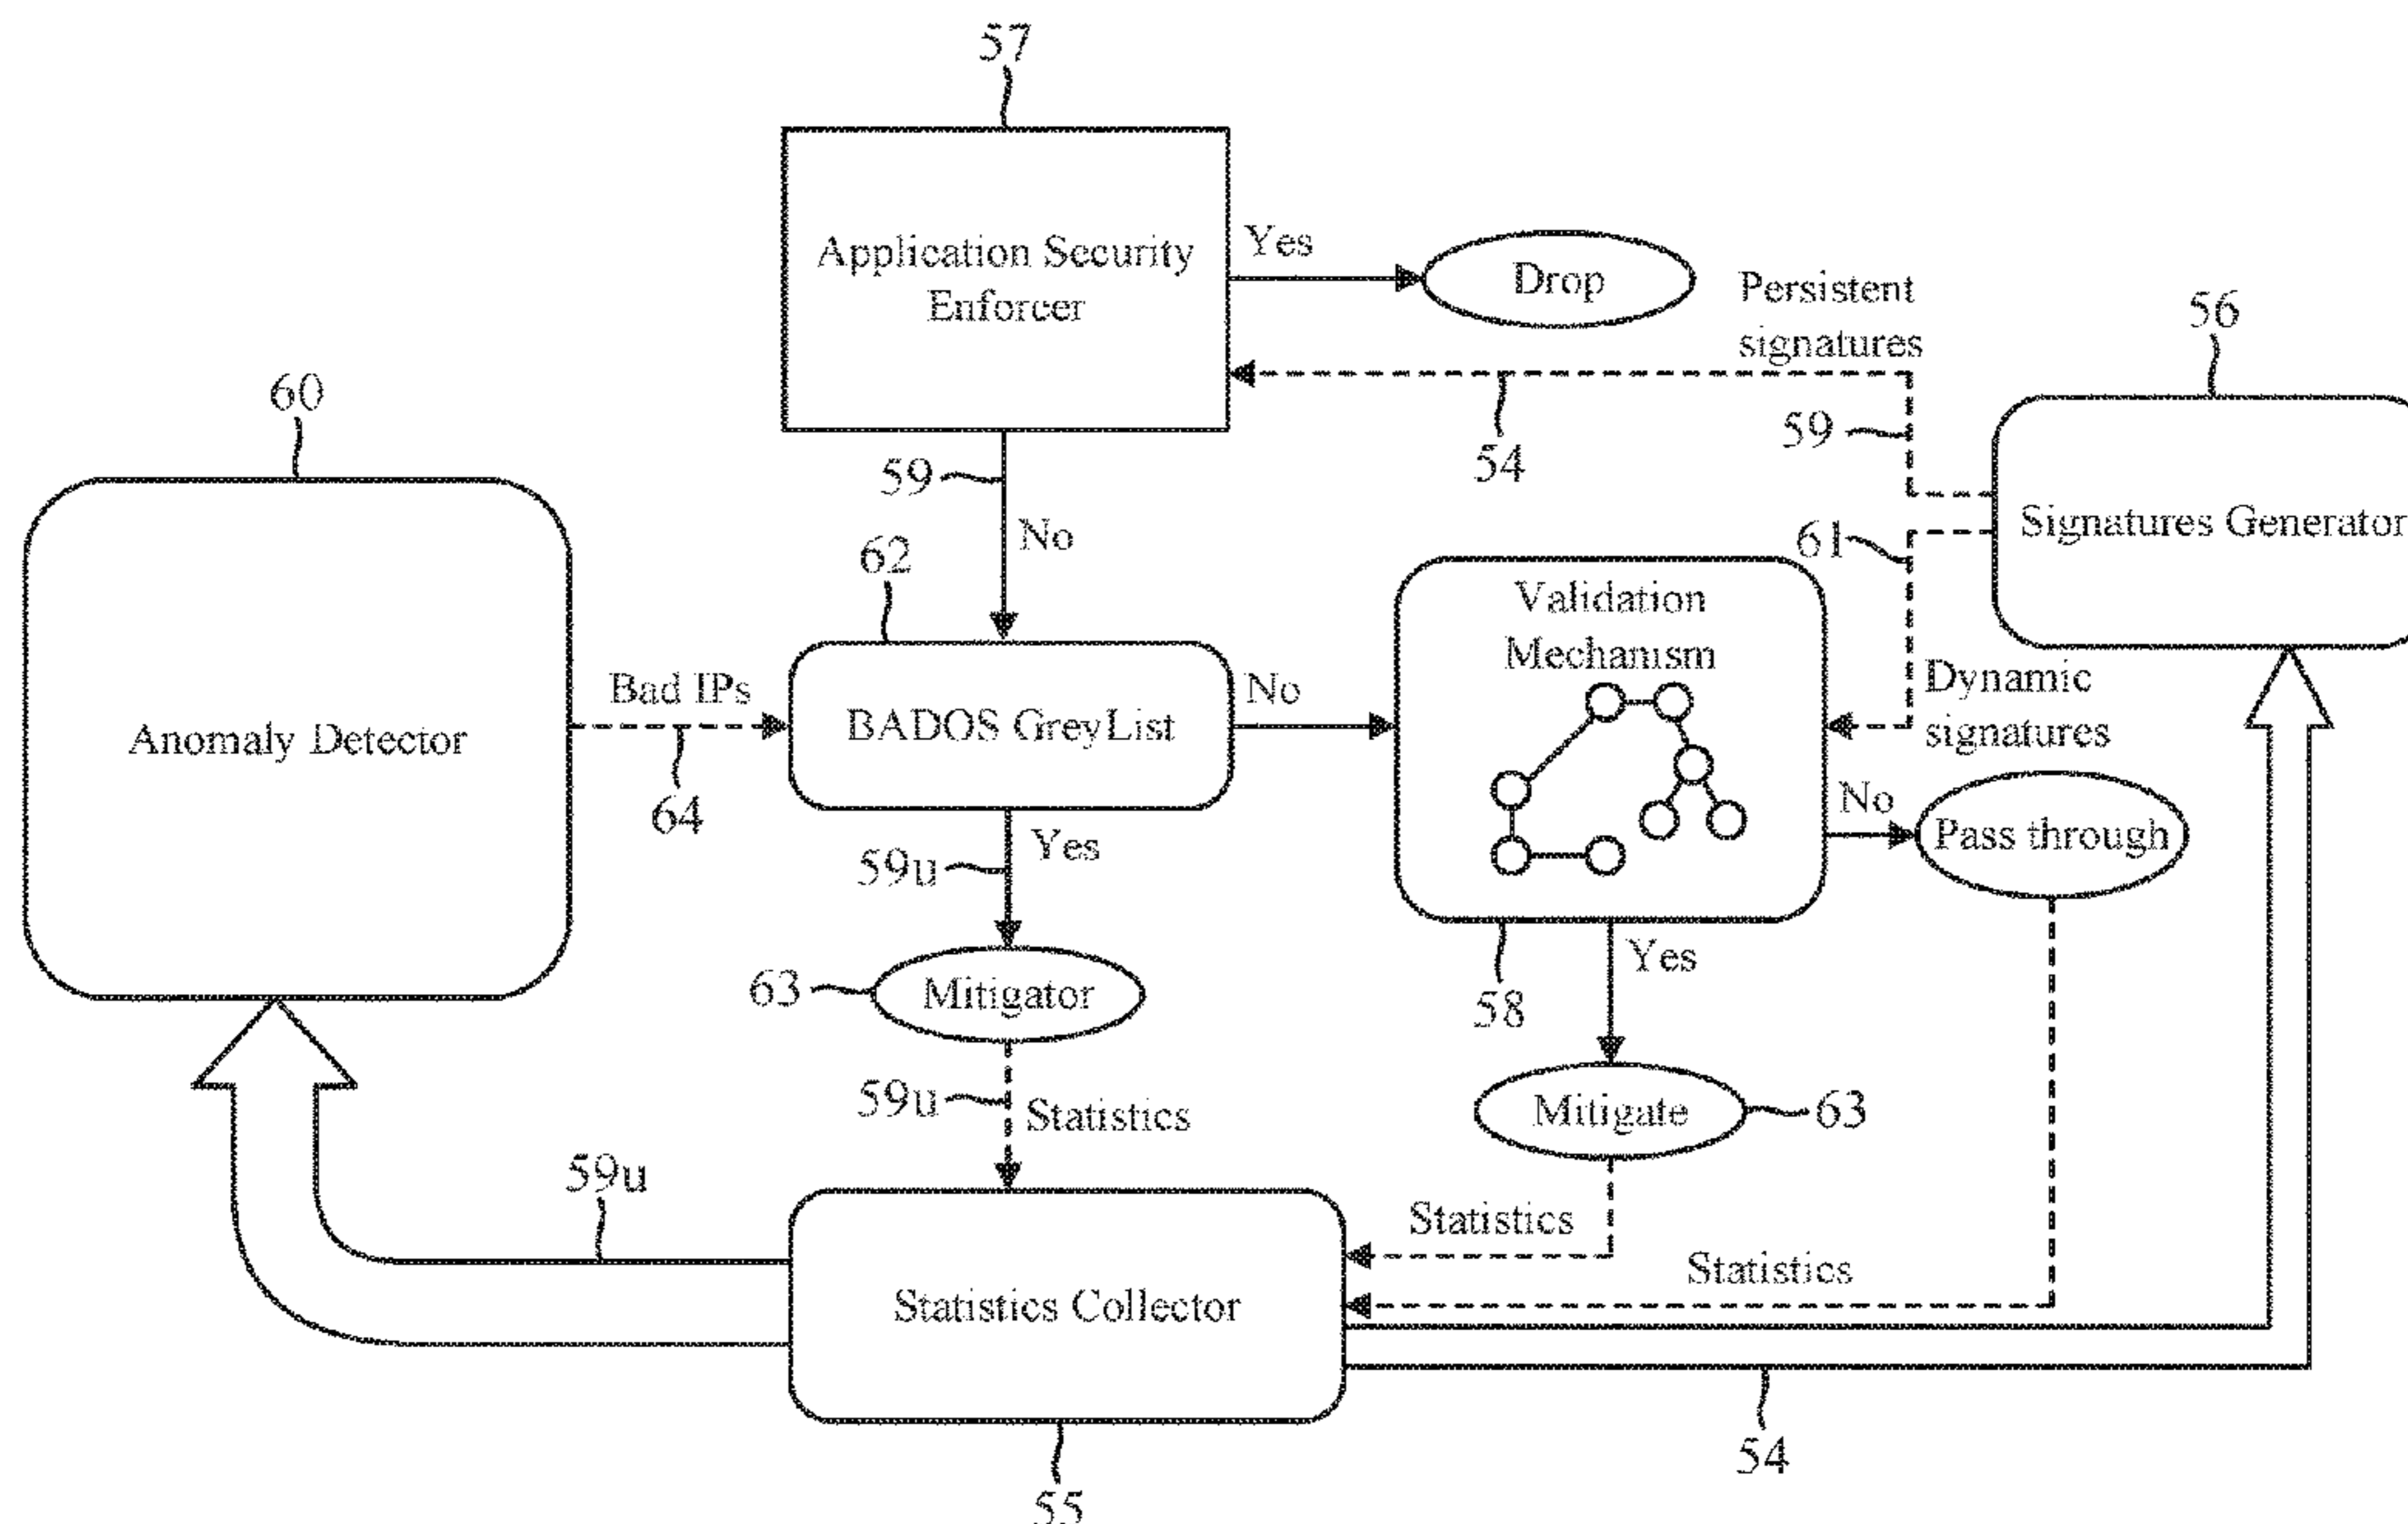 57
Application Security
Enforcer
Yes
Drop
Persistent
signatures
56
60
59
54
59
Signatures Generator
No
62
61
Validation
Mechanism
Dynamic
signatures
Anomaly Detector
Bad IPs
64
BADOS GreyList
No
No
Pass through
59u
Yes
Yes
63
Mitigator
58
59u
Statistics
Mitigate
63
59u
Statistics
Statistics
Statistics Collector
54
55